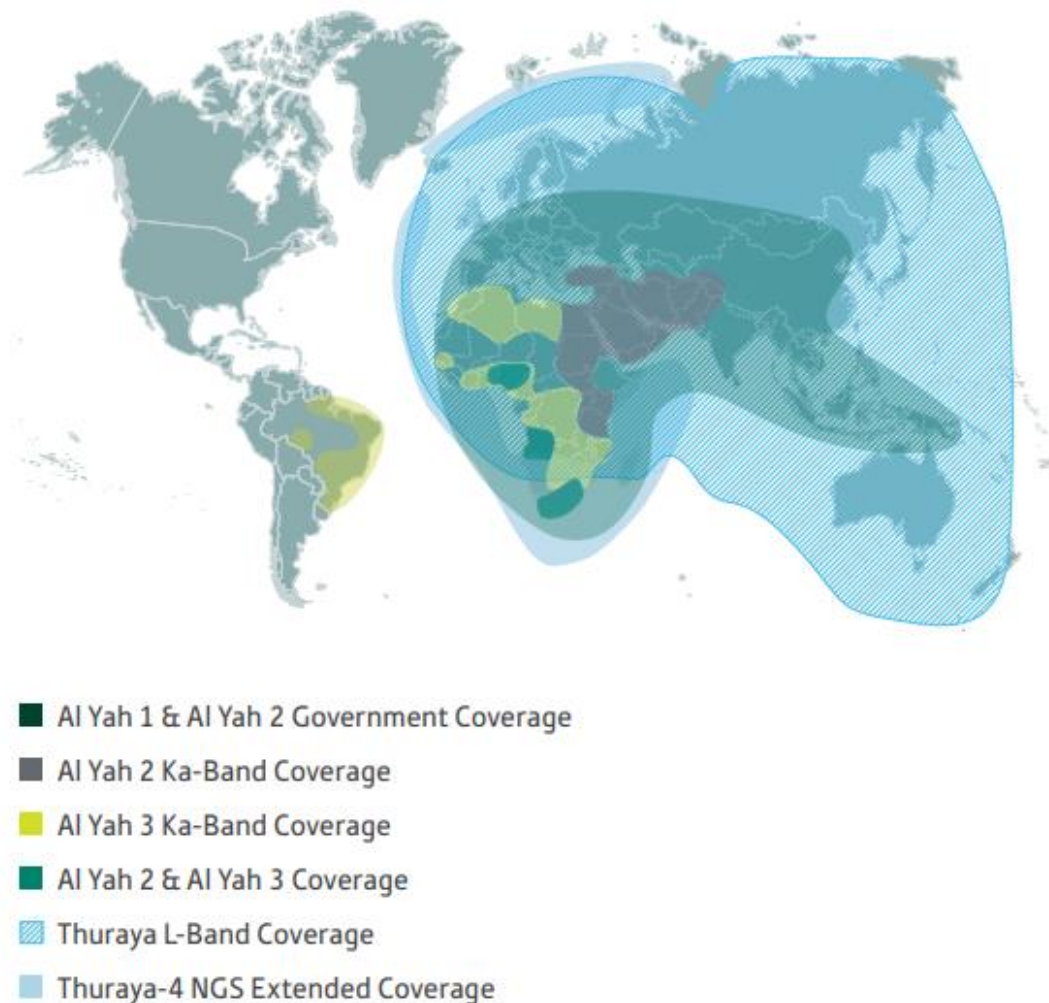 Al Yah 1 & Al Yah 2 Government Coverage
Al Yah 2 Ka-Band Coverage
Al Yah 3 Ka-Band Coverage
Al Yah 2 & Al Yah 3 Coverage
Thuraya L-Band Coverage
Thuraya-4 NGS Extended Coverage